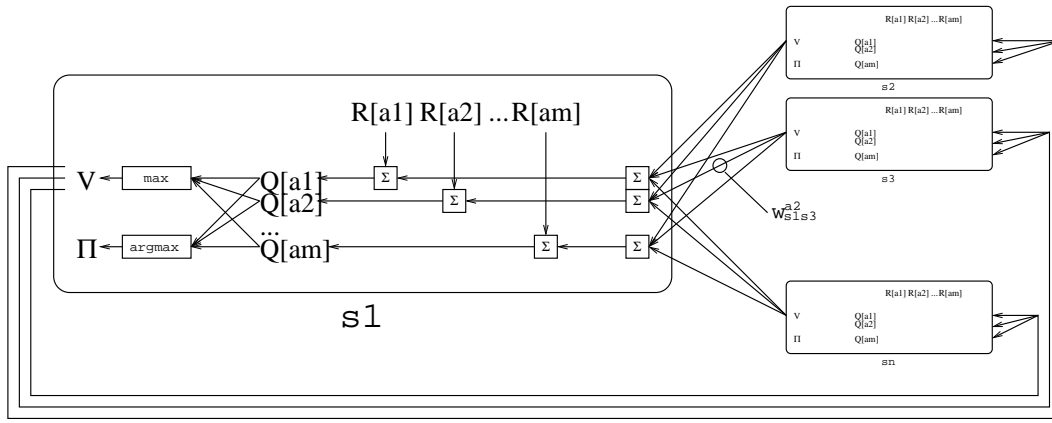 R[a1] R[a2] ...R[am]
V max Q[a1] Σ Σ
Q[a2] Σ Σ
...
Π argmax Q[am] Σ Σ
s1
R[a1] R[a2] ...R[am]
V Q[a1]
Q[a2]
Π Q[am]
s2
R[a1] R[a2] ...R[am]
V Q[a1]
Q[a2]
Π Q[am]
s3
w^{a2}_{s1s3}
R[a1] R[a2] ...R[am]
V Q[a1]
Q[a2]
Π Q[am]
sn